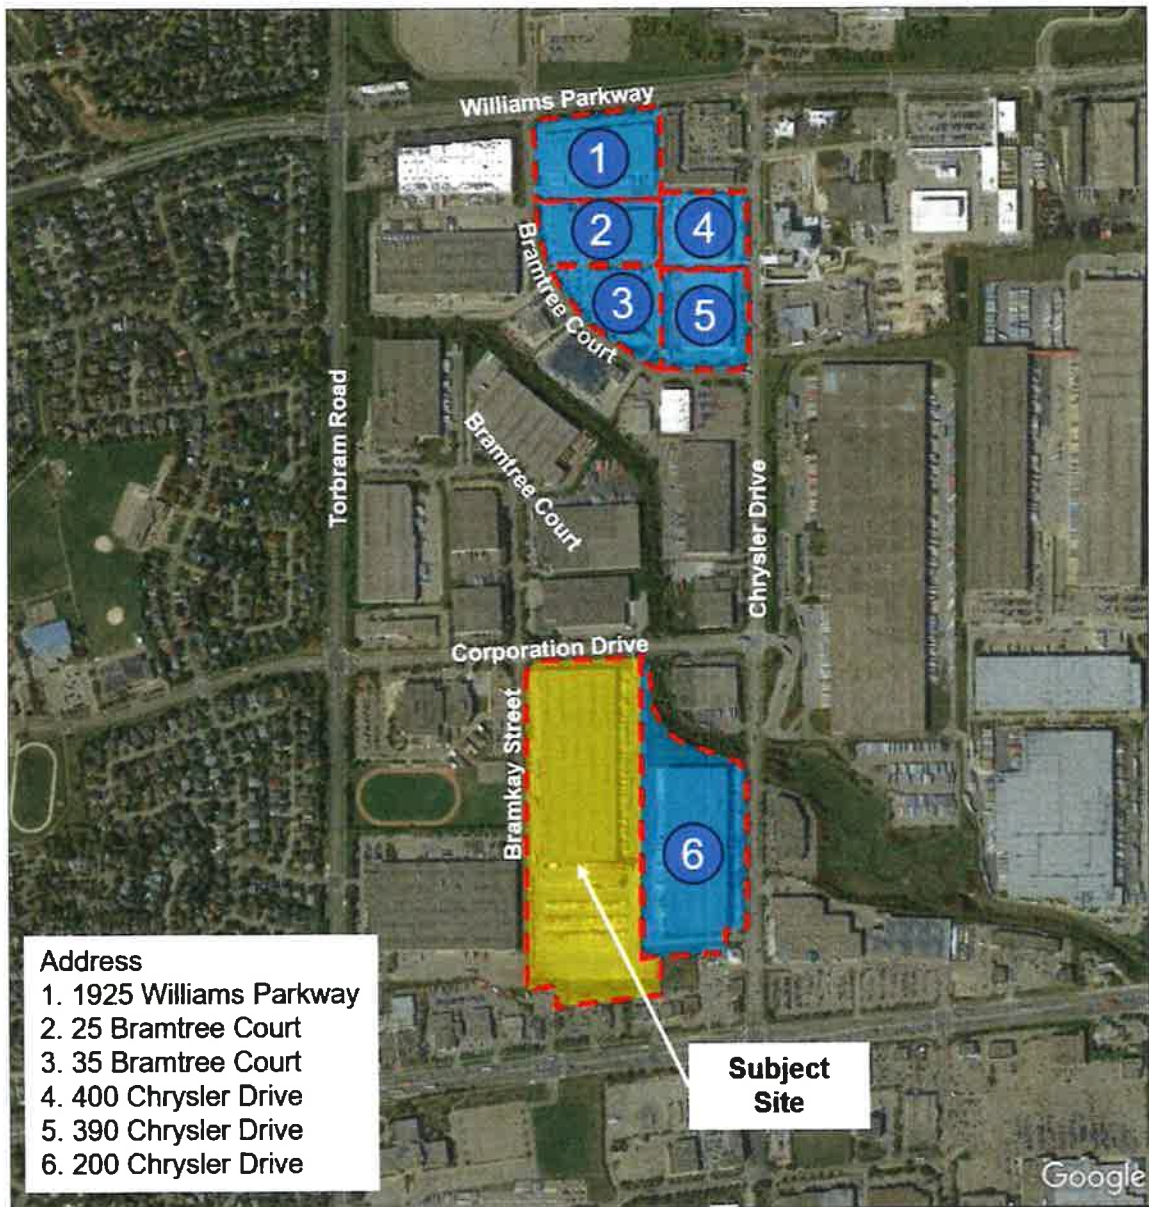 Williams Parkway
1
2
4
3
5
Bramtree Court
Torbram Road
Bramtree Court
Chrysler Drive
Corporation Drive
Bramkay Street
6
Address
1. 1925 Williams Parkway
2. 25 Bramtree Court
3. 35 Bramtree Court
4. 400 Chrysler Drive
5. 390 Chrysler Drive
6. 200 Chrysler Drive
Subject
Site
Google